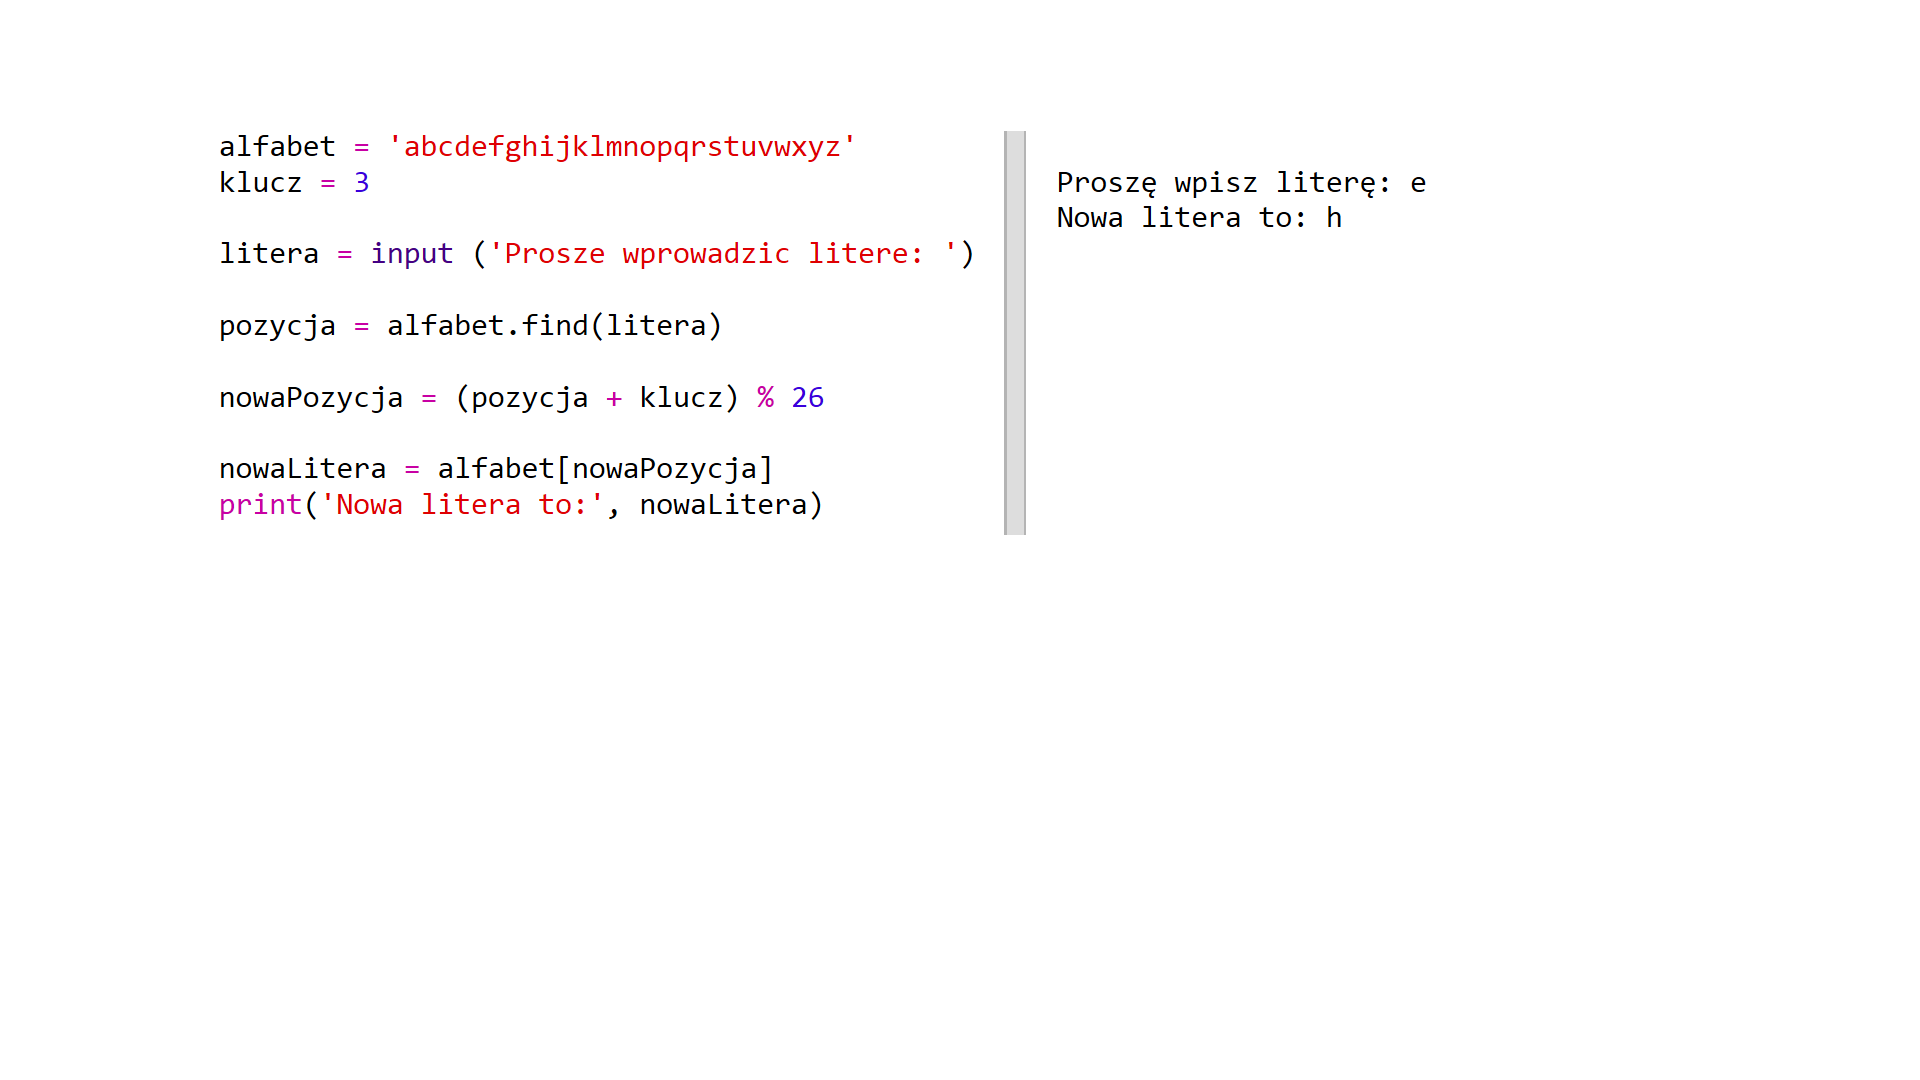 alfabet = 'abcdefghijklmnopqrstuvwxyz'
klucz = 3
litera = input ('Prosze wprowadzic litere: ')
pozycja = alfabet.find(litera)
nowaPozycja = (pozycja + klucz) % 26
nowaLitera = alfabet[nowaPozycja]
print('Nowa litera to:', nowaLitera)
Proszę wpisz literę: e
Nowa litera to: h